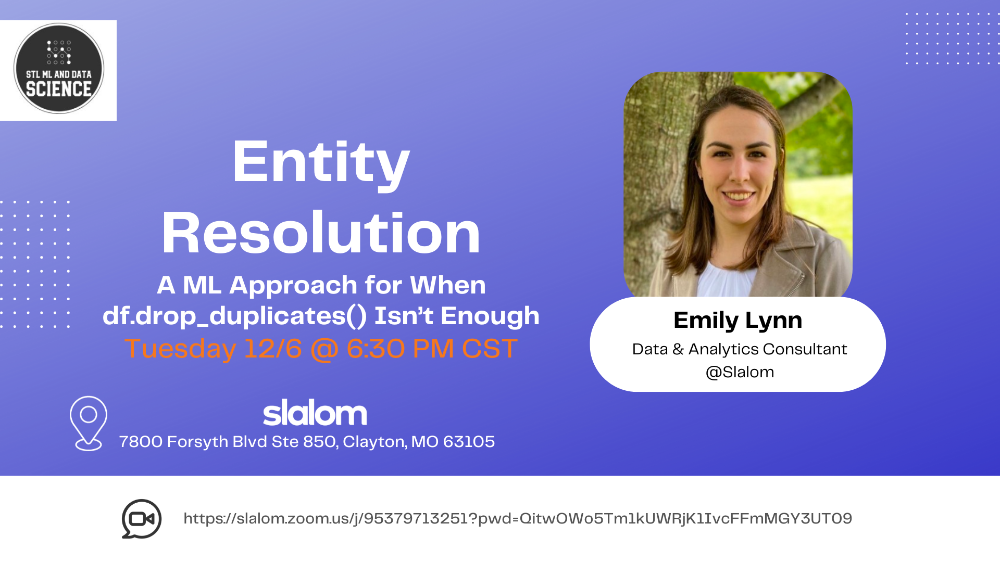 STL ML AND DATA
SCIENCE
Entity
Resolution
A ML Approach for When
df.drop_duplicates() Isn’t Enough
Tuesday 12/6 @ 6:30 PM CST
slalom
7800 Forsyth Blvd Ste 850, Clayton, MO 63105
Emily Lynn
Data & Analytics Consultant
@Slalom
https://slalom.zoom.us/j/95379713251?pwd=QitwOWo5Tm1kUWRjK1IvcFFmMGY3UT09